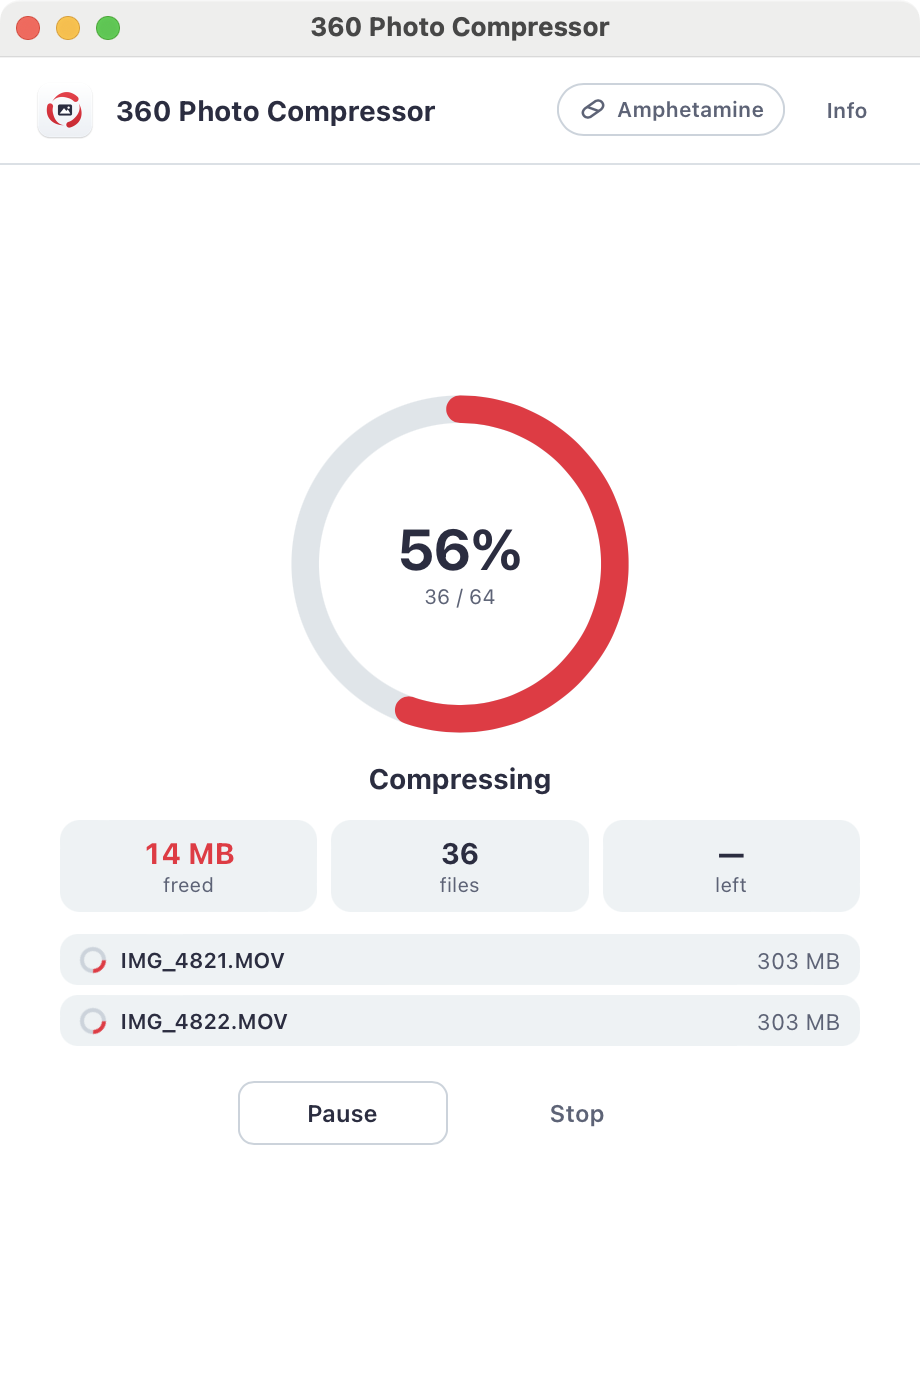 360 Photo Compressor
360 Photo Compressor
Amphetamine
Info
56%
36 / 64
Compressing
14 MB
freed
36
files
—
left
IMG_4821.MOV
303 MB
IMG_4822.MOV
303 MB
Pause
Stop